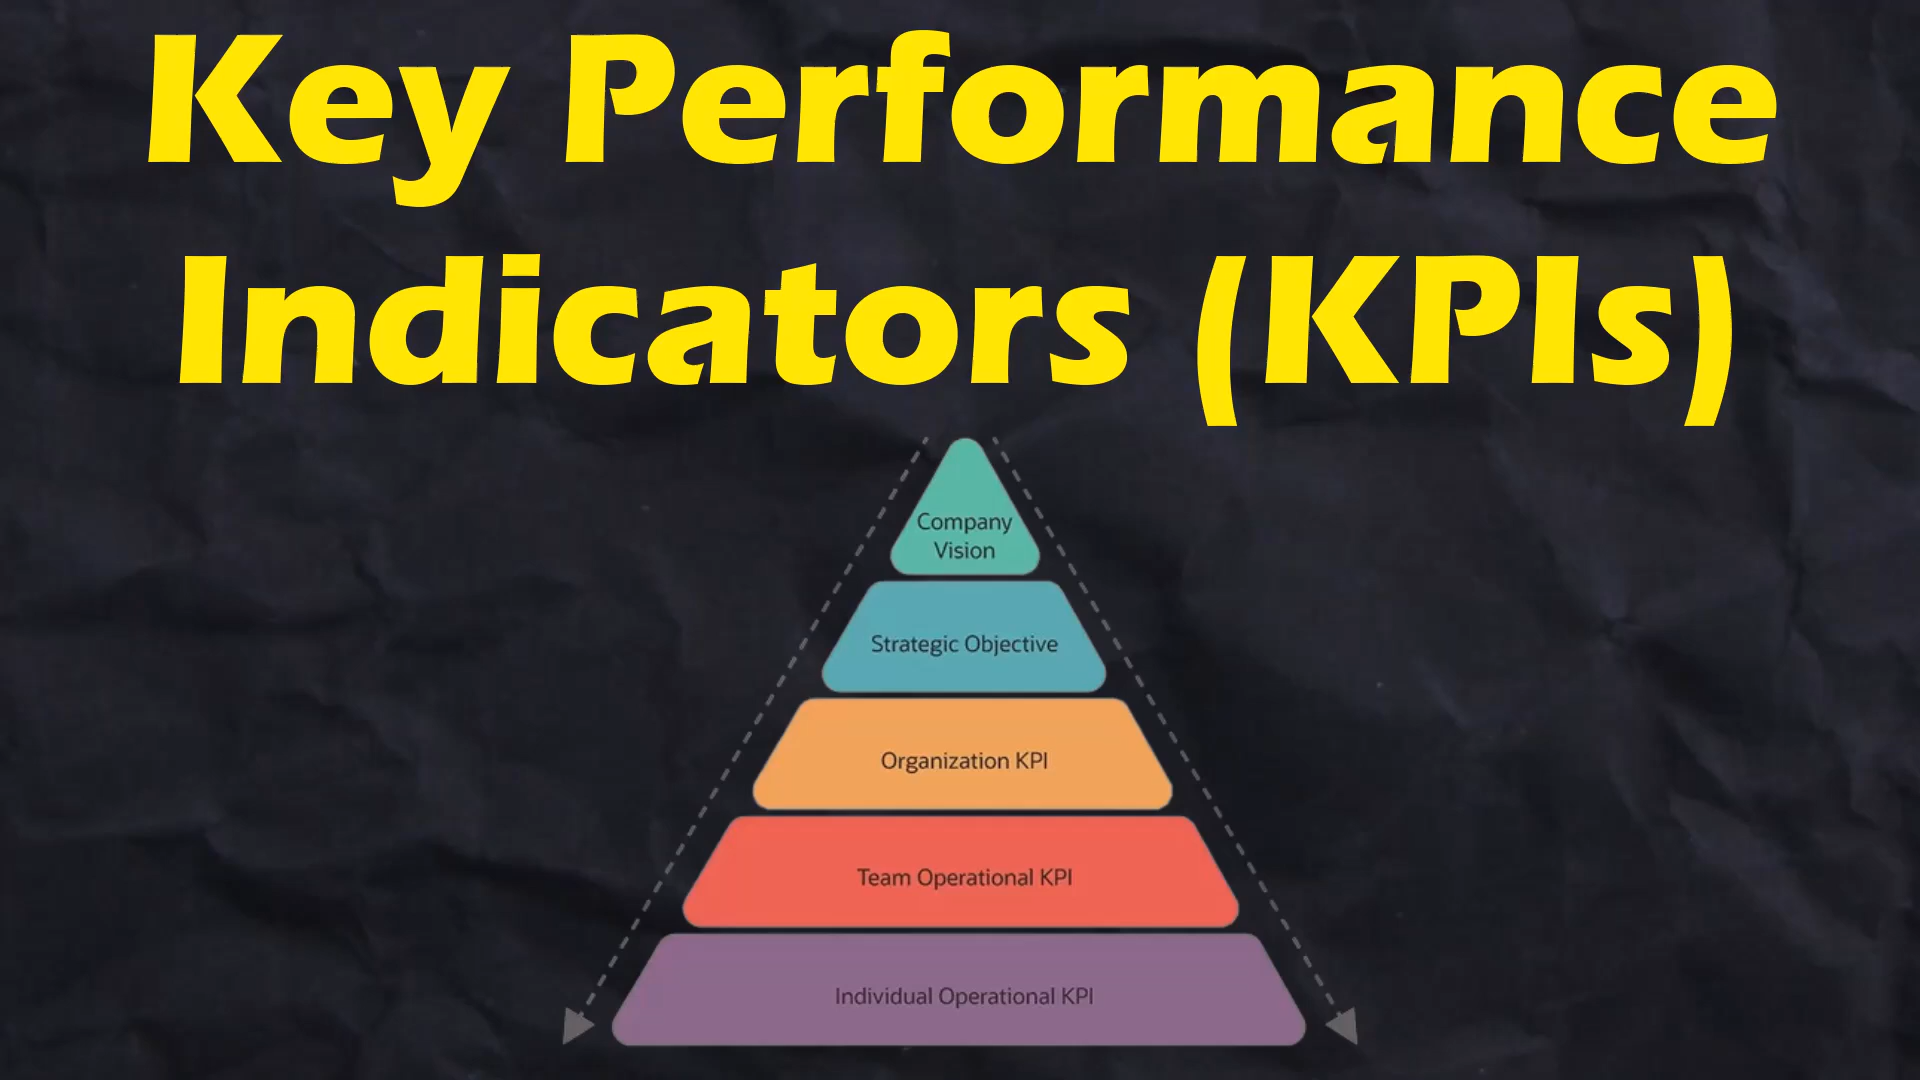 Key Performance
Indicators (KPIs)
Company
Vision
Strategic Objective
Organization KPI
Team Operational KPI
Individual Operational KPI